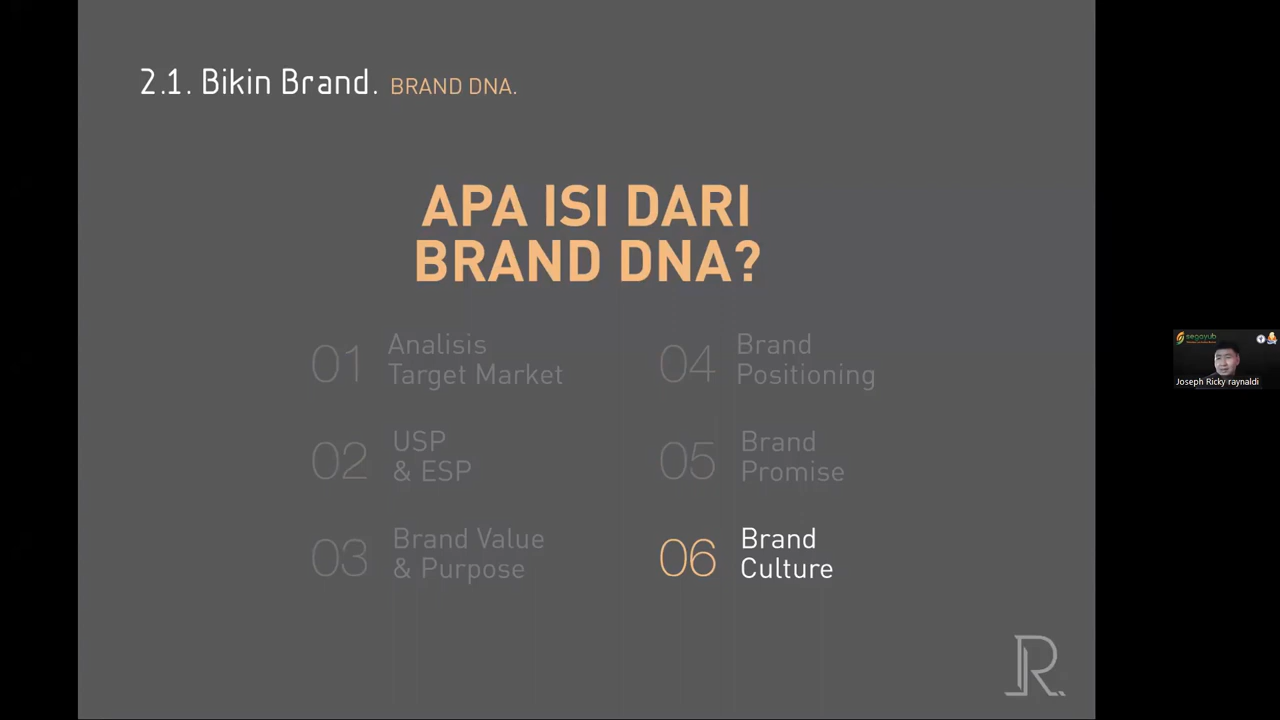 2.1. Bikin Brand. BRAND DNA.
APA ISI DARI
BRAND DNA?
01 Analisis
Target Market
02 USP
& ESP
03 Brand Value
& Purpose
04 Brand
Positioning
05 Brand
Promise
06 Brand
Culture
R.
segayub
Joseph Ricky raynaldi